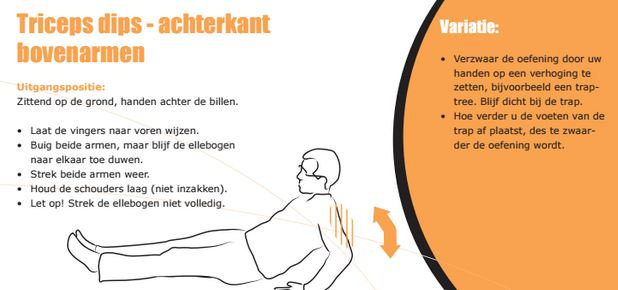 Triceps dips - achterkant
bovenarmen
Uitgangspositie:
Zittend op de grond, handen achter de billen.
• Laat de vingers naar voren wijzen.
• Buig beide armen, maar blijf de ellebogen
naar elkaar toe duwen.
• Strek beide armen weer.
• Houd de schouders laag (niet inzakken).
• Let op! Strek de ellebogen niet volledig.
Variatie:
• Verzwaar de oefening door uw
handen op een verhoging te
zetten, bijvoorbeeld een trap-
tree. Blijf dicht bij de trap.
• Hoe verder u de voeten van de
trap af plaatst, des te zwaar-
der de oefening wordt.